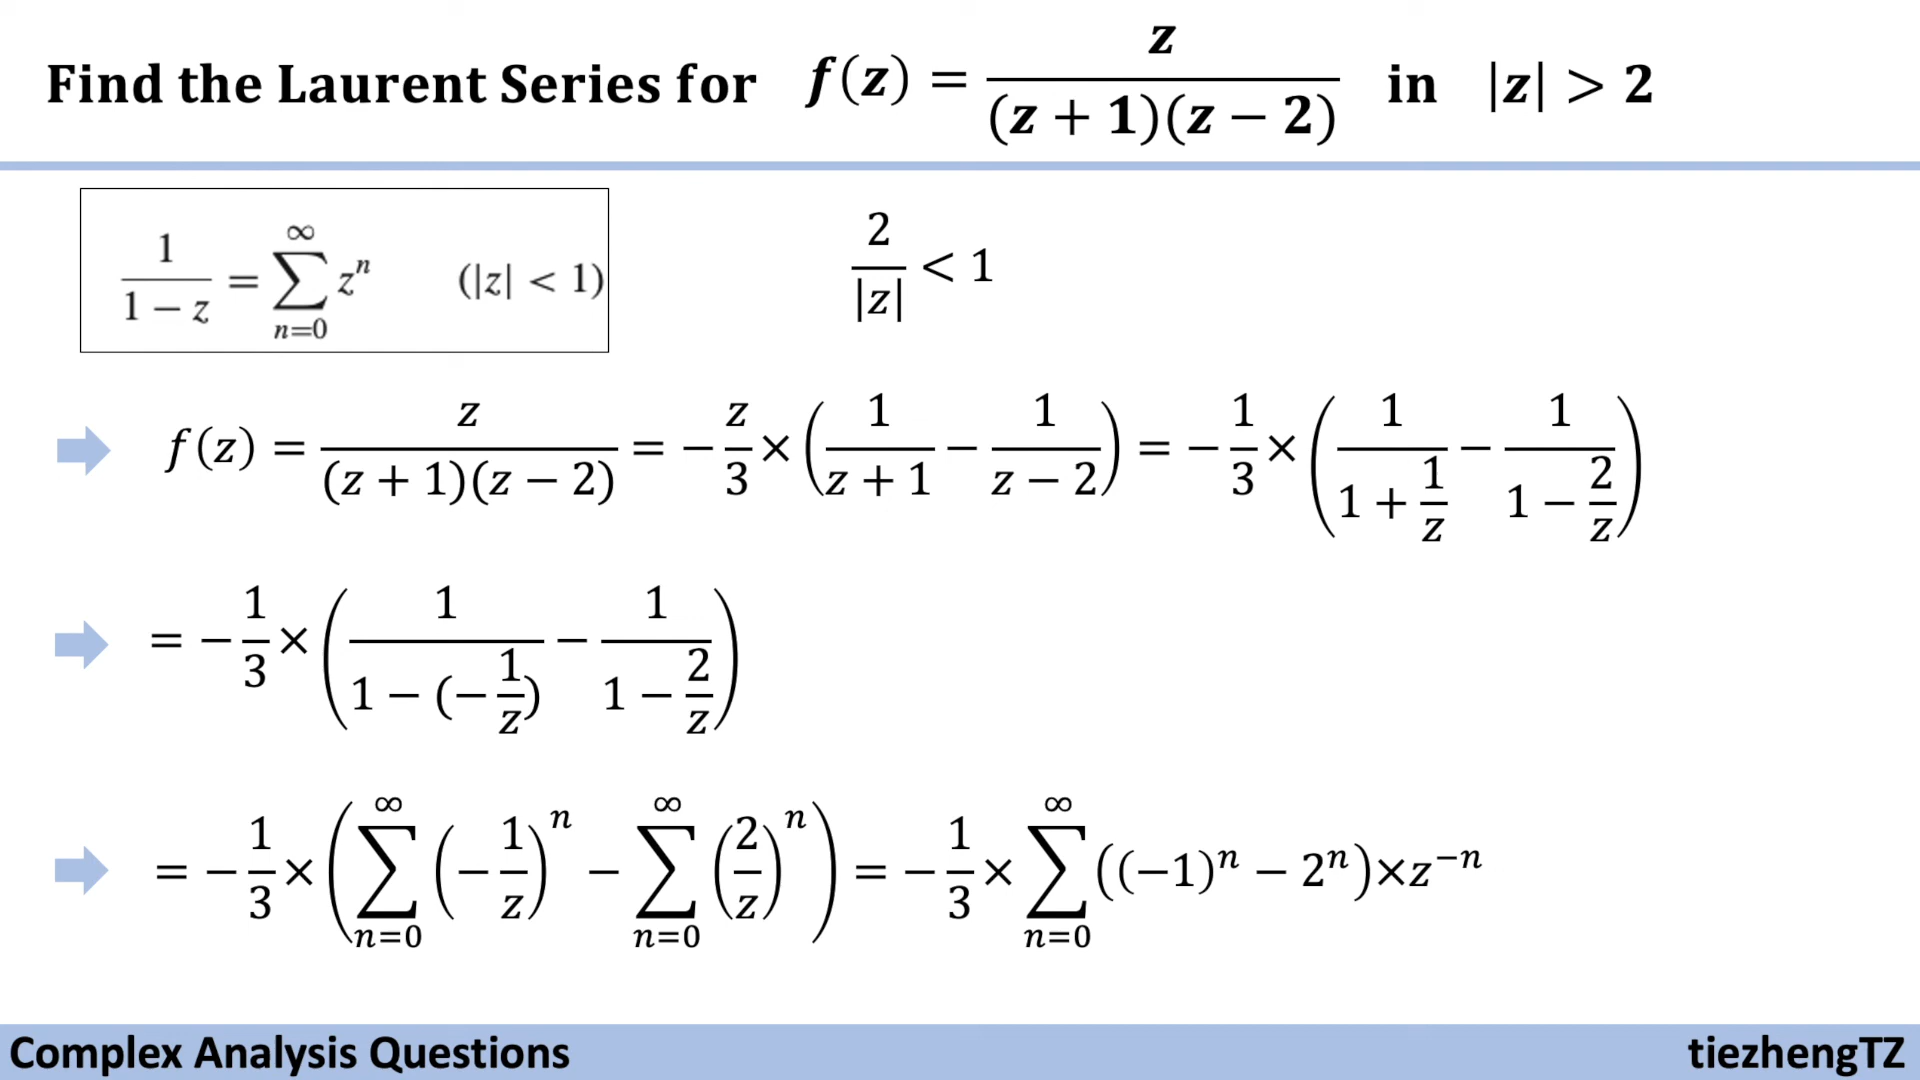 Find the Laurent Series for f(z) = z/((z + 1)(z − 2)) in |z| > 2
1/(1 − z) = ∑_{n=0}^{∞} zⁿ (|z| < 1)
2/|z| < 1
f(z) = z/((z + 1)(z − 2)) = −z/3 × (1/(z + 1) − 1/(z − 2)) = −1/3 × (1/(1 + 1/z) − 1/(1 − 2/z))
= −1/3 × (1/(1 − (−1/z)) − 1/(1 − 2/z))
= −1/3 × (∑_{n=0}^{∞} (−1/z)ⁿ − ∑_{n=0}^{∞} (2/z)ⁿ) = −1/3 × ∑_{n=0}^{∞} ((−1)ⁿ − 2ⁿ) × z⁻ⁿ
Complex Analysis Questions
tiezhengTZ